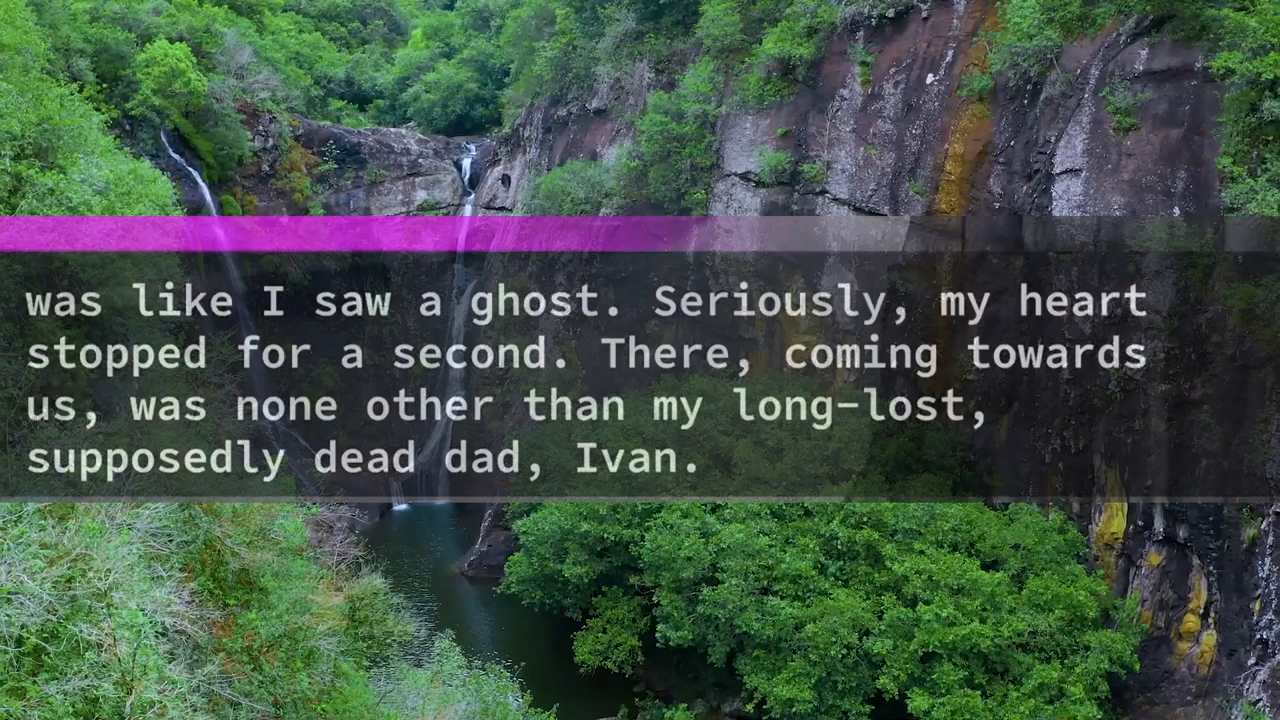 was like I saw a ghost. Seriously, my heart
stopped for a second. There, coming towards
us, was none other than my long-lost,
supposedly dead dad, Ivan.